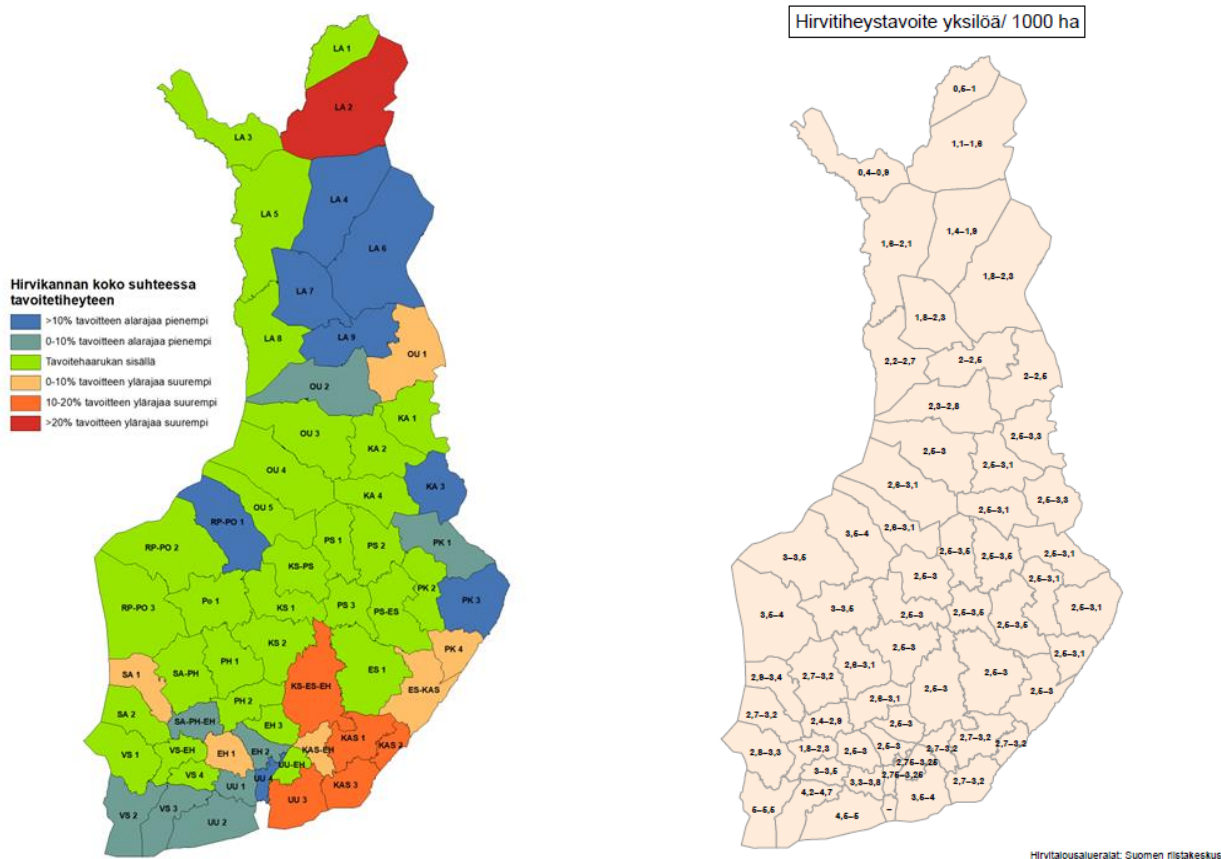 LA 1
LA 2
LA 3
LA 4
LA 5
LA 6
LA 7
LA 8
LA 9
OU 1
OU 2
Hirvikannan koko suhteessa
tavoitetiheyteen
>10% tavoitteen alarajaa pienempi
0-10% tavoitteen alarajaa pienempi
Tavoitehaarukan sisällä
0-10% tavoitteen ylärajaa suurempi
10-20% tavoitteen ylärajaa suurempi
>20% tavoitteen ylärajaa suurempi
KA 1
OU 3
KA 2
OU 4
KA 3
KA 4
OU 5
RP-PO 1
RP-PO 2
PS 1
PS 2
PK 1
KS-PS
PK 2
PK 3
RP-PO 3
Po 1
KS 1
PS 3
PS-ES
KS 2
PK 4
PH 1
SA-PH
SA 1
ES 1
KS-ES-EH
ES-KAS
PH 2
SA 2
SA-PH-EH
EH 3
KAS 1
KAS 2
VS 1
VS-EH
EH 1
EH 2
KAS-EH
UU-EH
VS 4
UU 4
UU 1
KAS 3
UU 3
VS 3
VS 2
UU 2
Hirvitiheystavoite yksilöä/ 1000 ha
0,5–1
1,1–1,6
0,4–0,9
1,4–1,9
1,6–2,1
1,8–2,3
1,8–2,3
2,2–2,7
2–2,5
2–2,5
2,3–2,8
2,5–3,3
2,5–3
2,5–3,1
2,6–3,1
2,5–3,3
2,5–3,1
3,5–4
2,6–3,1
3–3,5
2,5–3,5
2,5–3,5
2,5–3,1
2,5–3
2,5–3,1
2,5–3,1
3,5–4
3–3,5
2,5–3
2,5–3,5
2,5–3,5
2,5–3
2,5–3,1
2,6–3,1
2,7–3,2
2,5–3
2,5–3
2,5–3
2,7–3,2
2,6–3,1
2,4–2,9
2,5–3
2,7–3,2
2,7–3,2
2,8–3,3
1,8–2,3
2,5–3
2,5–3
2,7–3,2
2,75–3,25
3–3,5
3,3–3,8
2,75–3,25
2,7–3,2
4,2–4,7
3,5–4
5–5,5
4,5–5
–
Hirvitalousaluerajat: Suomen riistakeskus